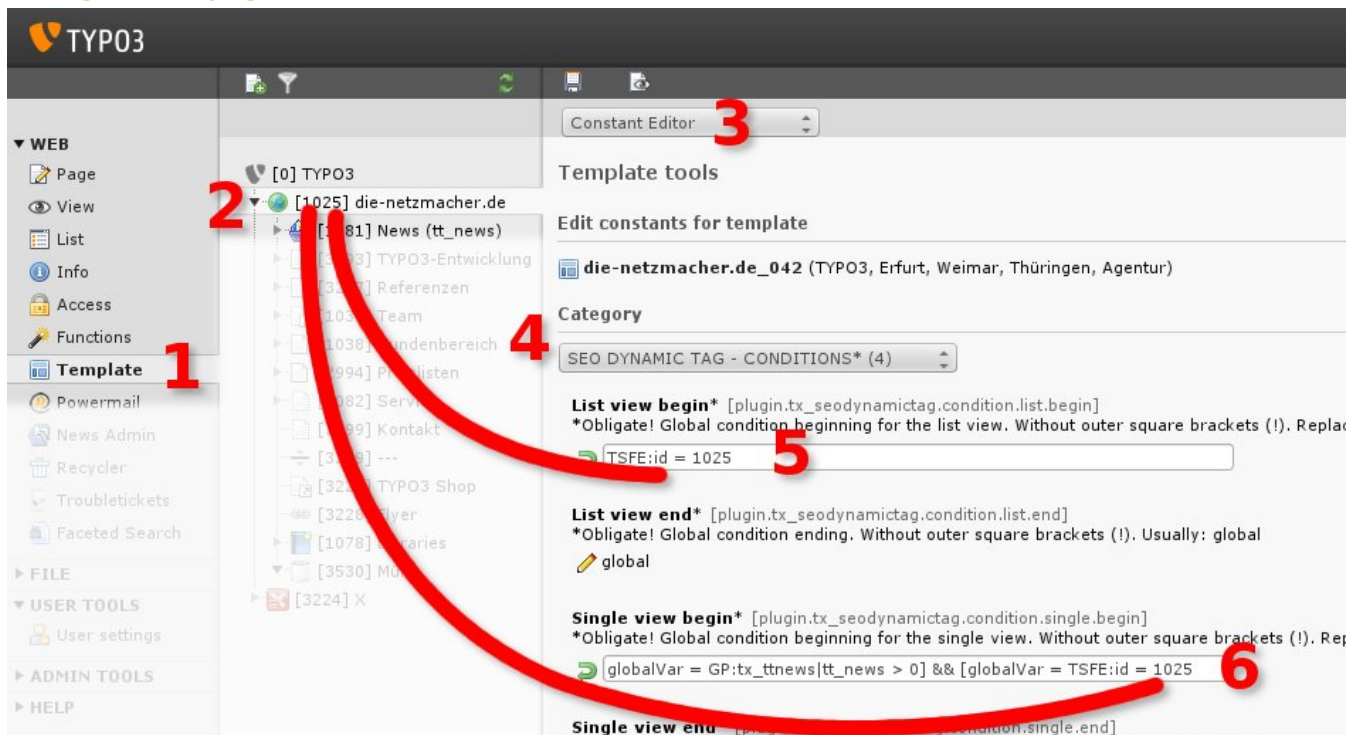 TYPO3
Constant Editor
3
WEB
Page
View
List
Info
Access
Functions
Template
1
Powermail
News Admin
Recycler
Troubletickets
Faceted Search
FILE
USER TOOLS
User settings
ADMIN TOOLS
HELP
[0] TYPO3
2
[1025] die-netzmacher.de
81] News (tt_news)
TYPO3-Entwicklung
Referenzen
Team
[1038]
ndenbereich
listen
[1078]
[3530]
[3224] X
Kontakt
---
TYPO3 Shop
Template tools
Edit constants for template
die-netzmacher.de_042 (TYPO3, Erfurt, Weimar, Thüringen, Agentur)
Category
4
SEO DYNAMIC TAG - CONDITIONS* (4)
List view begin* [plugin.tx_seodynamictag.condition.list.begin]
*Obligate! Global condition beginning for the list view. Without outer square brackets (!). Replac
TSFE:id = 1025
5
List view end* [plugin.tx_seodynamictag.condition.list.end]
*Obligate! Global condition ending. Without outer square brackets (!). Usually: global
global
Single view begin* [plugin.tx_seodynamictag.condition.single.begin]
*Obligate! Global condition beginning for the single view. Without outer square brackets (!). Rep
globalVar = GP:tx_ttnews|tt_news > 0] && [globalVar = TSFE:id = 1025
6
Single view end
condition.single.end]